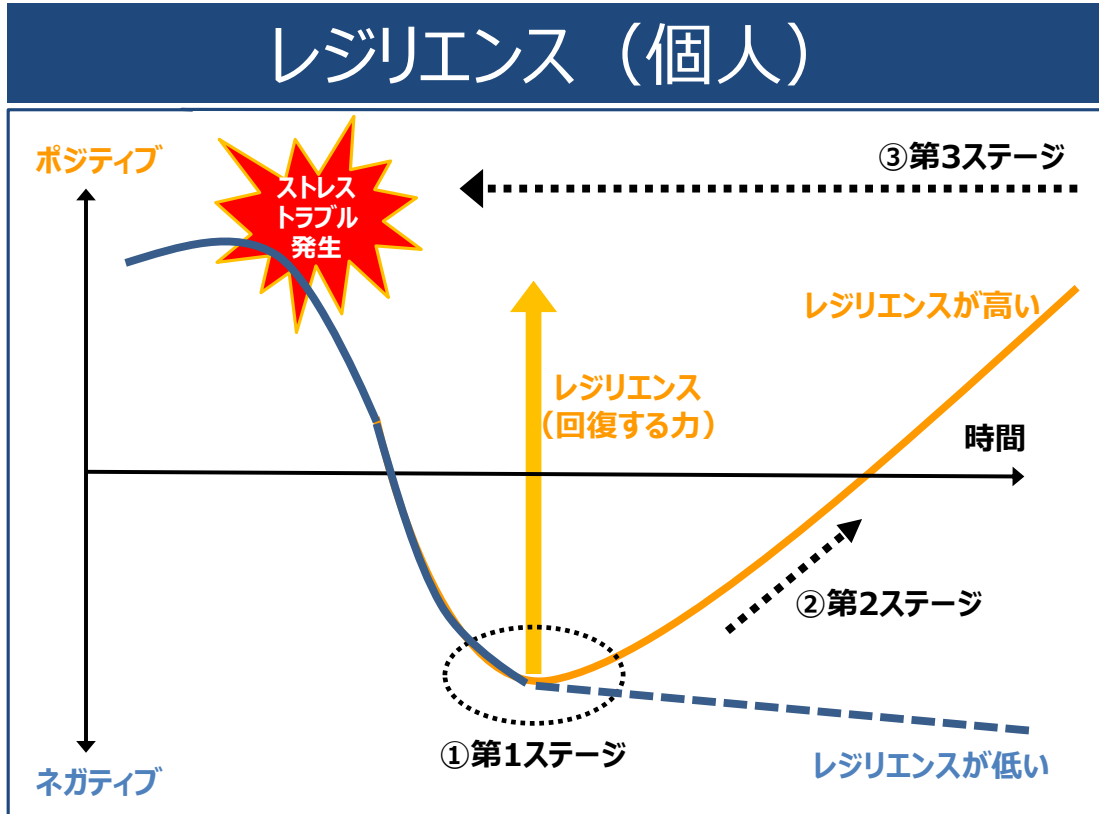 レジリエンス（個人）
ポジティブ
ストレス
トラブル
発生
③第3ステージ
レジリエンスが高い
レジリエンス
（回復する力）
時間
②第2ステージ
①第1ステージ
レジリエンスが低い
ネガティブ